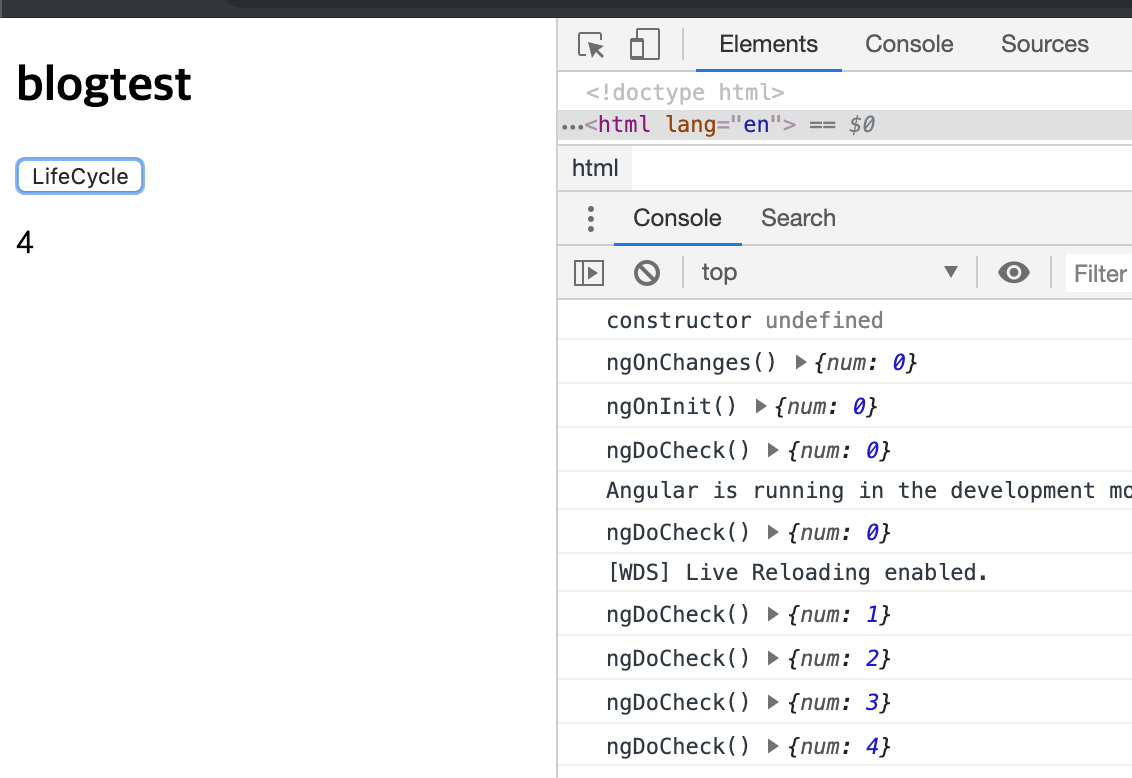 blogtest
LifeCycle
4
Elements Console Sources
<!doctype html>
…<html lang="en"> == $0
html
Console Search
top Filter
constructor undefined
ngOnChanges() ▶{num: 0}
ngOnInit() ▶{num: 0}
ngDoCheck() ▶{num: 0}
Angular is running in the development mo
ngDoCheck() ▶{num: 0}
[WDS] Live Reloading enabled.
ngDoCheck() ▶{num: 1}
ngDoCheck() ▶{num: 2}
ngDoCheck() ▶{num: 3}
ngDoCheck() ▶{num: 4}